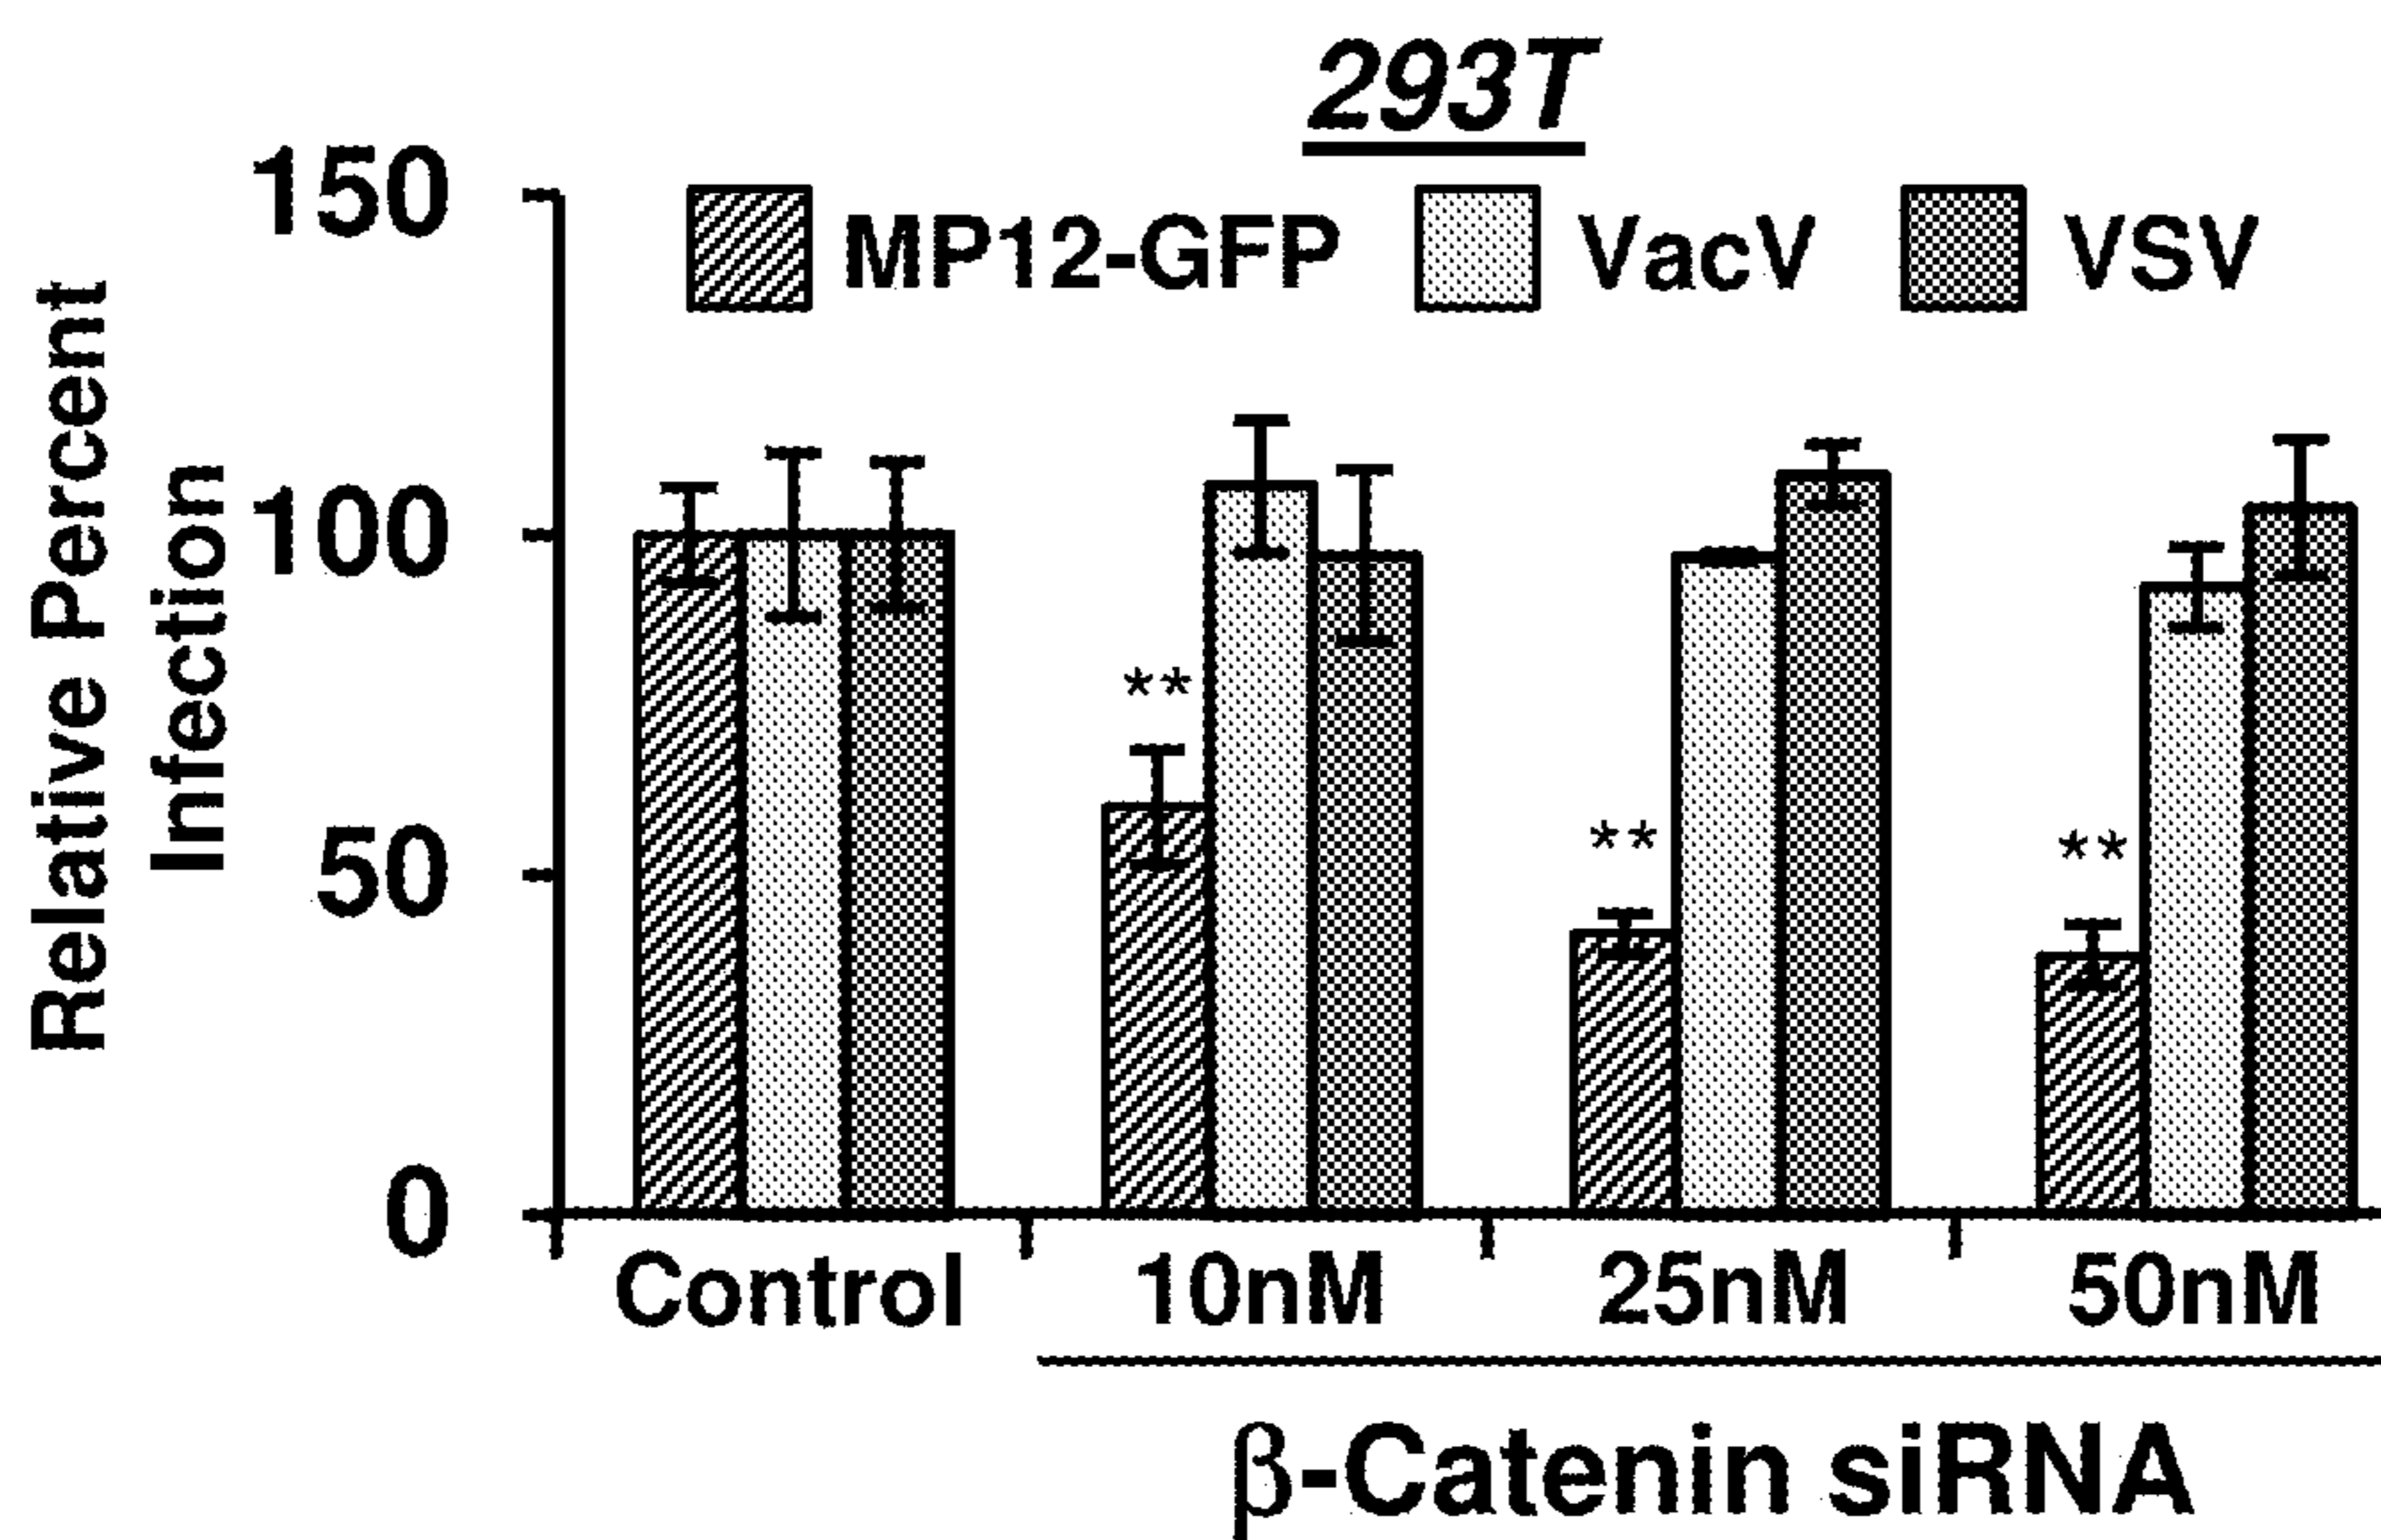 293T
150
MP12-GFP VacV VSV
Relative Percent
Infection
100
**
**
**
50
0
Control 10nM 25nM 50nM
β-Catenin siRNA